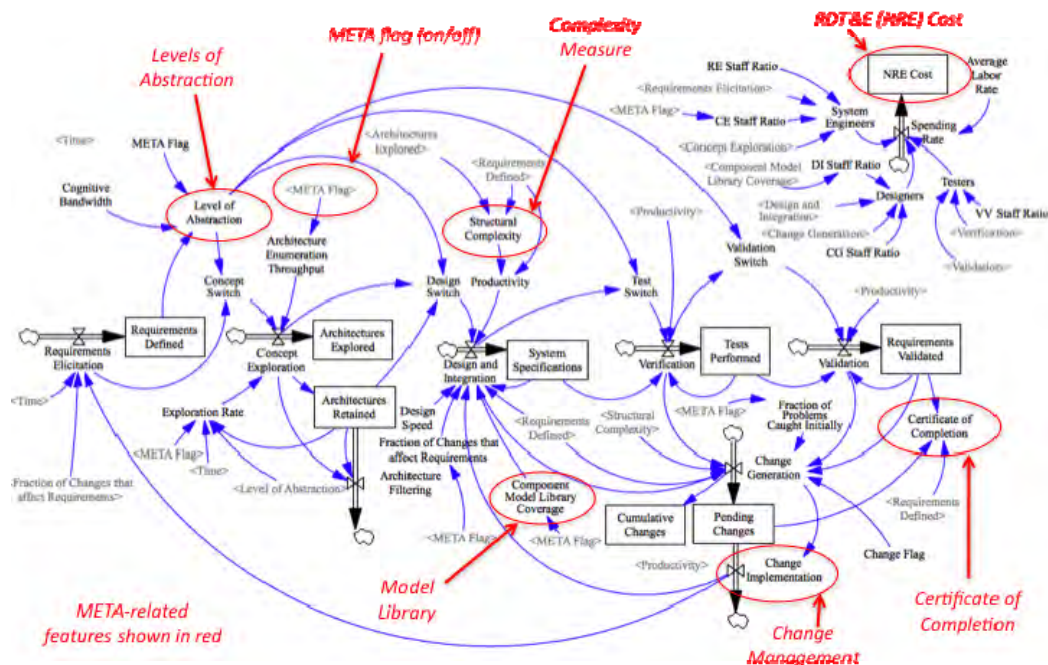 RDT&E (NRE) Cost
META flag (on/off)
Complexity
Measure
Levels of
Abstraction
NRE Cost
Average
Labor
Rate
RE Staff Ratio
<Requirements Elicitation>
<META Flag>
CE Staff Ratio
System
Engineers
Spending
Rate
<Concept Exploration>
<Component Model
Library Coverage>
DI Staff Ratio
Designers
Testers
<Design and
Integration>
<Change Generation>
CG Staff Ratio
VV Staff Ratio
<Verification>
<Validation>
<Time>
META Flag
Cognitive
Bandwidth
Level of
Abstraction
<META Flag>
<Architectures
Explored>
<Requirements
Defined>
Structural
Complexity
<Productivity>
Architecture
Enumeration
Throughput
Concept
Switch
Design
Switch
Productivity
Test
Switch
Validation
Switch
<Productivity>
Requirements
Defined
Requirements
Elicitation
Architectures
Explored
Concept
Exploration
System
Specifications
Design and
Integration
Tests
Performed
Verification
Requirements
Validated
Validation
<Time>
Exploration Rate
<META Flag>
<Time>
<Level of Abstraction>
Architectures
Retained
Design
Speed
Fraction of Changes that
affect Requirements
Architecture
Filtering
<META Flag>
<Requirements
Defined>
<Structural
Complexity>
<META Flag>
Fraction of
Problems
Caught Initially
Certificate of
Completion
Change
Generation
<Fraction of Changes that
affect Requirements>
Component
Model Library
Coverage
<META Flag>
Cumulative
Changes
Pending
Changes
<Requirements
Defined>
Change Flag
<Productivity>
Change
Implementation
META-related
features shown in red
Model
Library
Change
Management
Certificate of
Completion